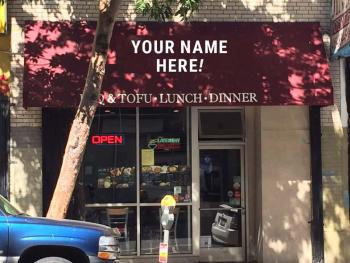 YOUR NAME
HERE!
& TOFU · LUNCH · DINNER
OPEN